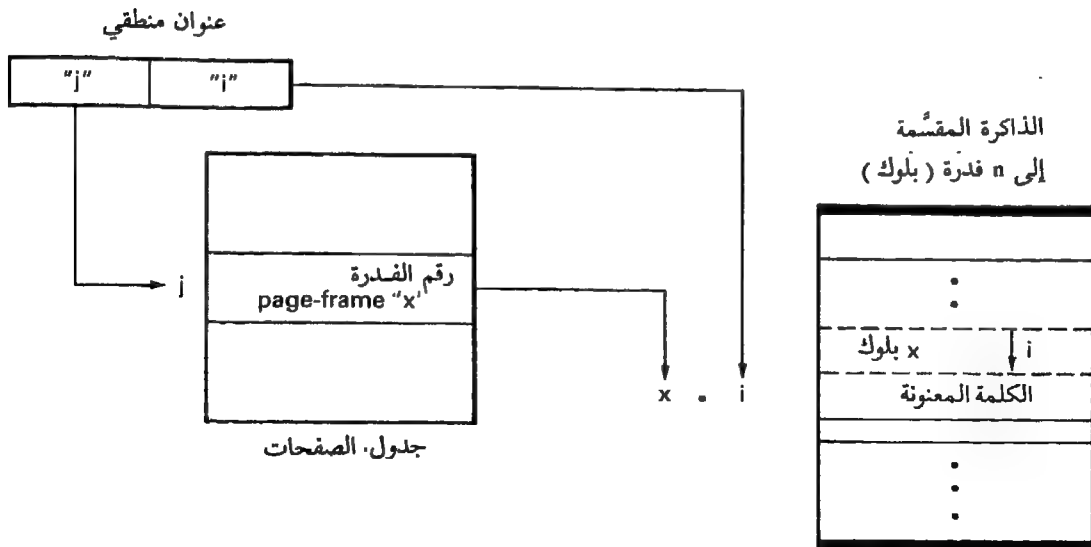 عنوان منطقي
"j" "i"
الذاكرة المقسَّمة
إلى n فدرَة ( بلوك )
j
رقم الفـدرة
page-frame "x'
x بلوك i
x . i
الكلمة المعنونة
جدول. الصفحات